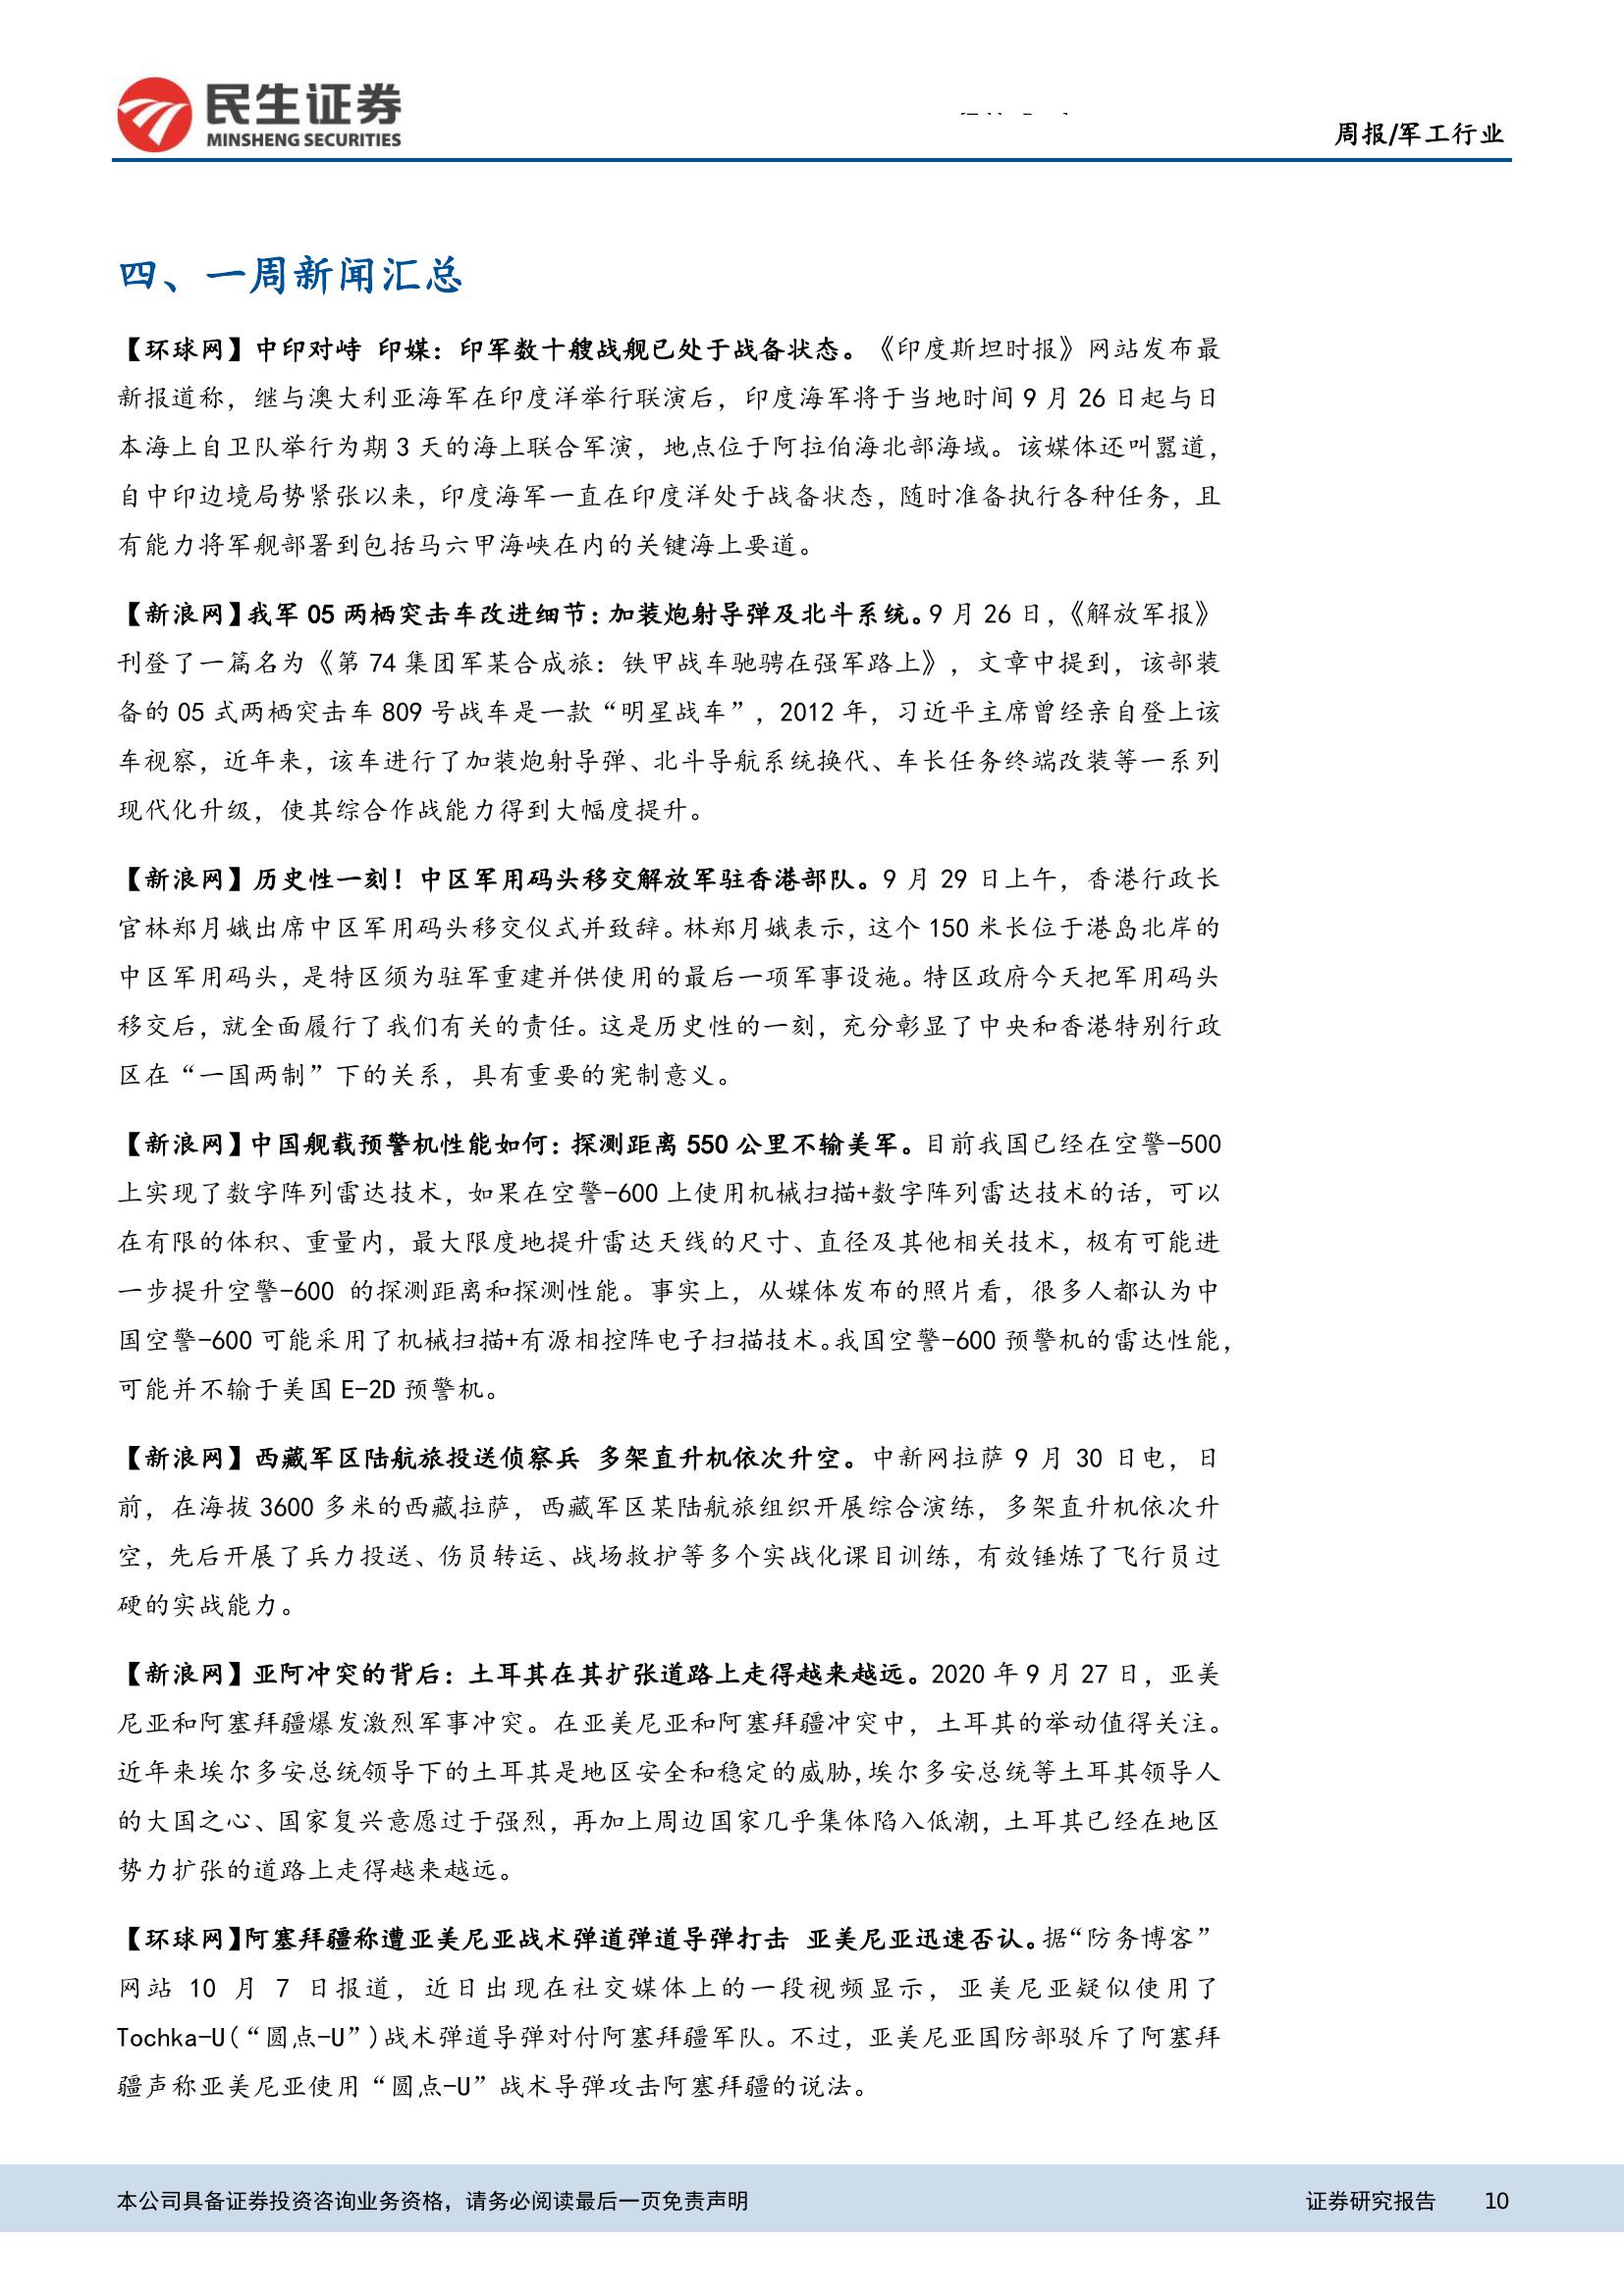 民生证券
MINSHENG SECURITIES
周报/军工行业
四、一周新闻汇总
【环球网】中印对峙 印媒：印军数十艘战舰已处于战备状态。《印度斯坦时报》网站发布最
新报道称，继与澳大利亚海军在印度洋举行联演后，印度海军将于当地时间 9 月 26 日起与日
本海上自卫队举行为期 3 天的海上联合军演，地点位于阿拉伯海北部海域。该媒体还叫嚣道，
自中印边境局势紧张以来，印度海军一直在印度洋处于战备状态，随时准备执行各种任务，且
有能力将军舰部署到包括马六甲海峡在内的关键海上要道。
【新浪网】我军 05 两栖突击车改进细节：加装炮射导弹及北斗系统。9 月 26 日，《解放军报》
刊登了一篇名为《第 74 集团军某合成旅：铁甲战车驰骋在强军路上》，文章中提到，该部装
备的 05 式两栖突击车 809 号战车是一款“明星战车”，2012 年，习近平主席曾经亲自登上该
车视察，近年来，该车进行了加装炮射导弹、北斗导航系统换代、车长任务终端改装等一系列
现代化升级，使其综合作战能力得到大幅度提升。
【新浪网】历史性一刻！中区军用码头移交解放军驻香港部队。9 月 29 日上午，香港行政长
官林郑月娥出席中区军用码头移交仪式并致辞。林郑月娥表示，这个 150 米长位于港岛北岸的
中区军用码头，是特区须为驻军重建并供使用的最后一项军事设施。特区政府今天把军用码头
移交后，就全面履行了我们有关的责任。这是历史性的一刻，充分彰显了中央和香港特别行政
区在“一国两制”下的关系，具有重要的宪制意义。
【新浪网】中国舰载预警机性能如何：探测距离 550 公里不输美军。目前我国已经在空警-500
上实现了数字阵列雷达技术，如果在空警-600 上使用机械扫描+数字阵列雷达技术的话，可以
在有限的体积、重量内，最大限度地提升雷达天线的尺寸、直径及其他相关技术，极有可能进
一步提升空警-600 的探测距离和探测性能。事实上，从媒体发布的照片看，很多人都认为中
国空警-600 可能采用了机械扫描+有源相控阵电子扫描技术。我国空警-600 预警机的雷达性能，
可能并不输于美国 E-2D 预警机。
【新浪网】西藏军区陆航旅投送侦察兵 多架直升机依次升空。中新网拉萨 9 月 30 日电，日
前，在海拔 3600 多米的西藏拉萨，西藏军区某陆航旅组织开展综合演练，多架直升机依次升
空，先后开展了兵力投送、伤员转运、战场救护等多个实战化课目训练，有效锤炼了飞行员过
硬的实战能力。
【新浪网】亚阿冲突的背后：土耳其在其扩张道路上走得越来越远。2020 年 9 月 27 日，亚美
尼亚和阿塞拜疆爆发激烈军事冲突。在亚美尼亚和阿塞拜疆冲突中，土耳其的举动值得关注。
近年来埃尔多安总统领导下的土耳其是地区安全和稳定的威胁，埃尔多安总统等土耳其领导人
的大国之心、国家复兴意愿过于强烈，再加上周边国家几乎集体陷入低潮，土耳其已经在地区
势力扩张的道路上走得越来越远。
【环球网】阿塞拜疆称遭亚美尼亚战术弹道弹道导弹打击 亚美尼亚迅速否认。据“防务博客”
网站 10 月 7 日报道，近日出现在社交媒体上的一段视频显示，亚美尼亚疑似使用了
Tochka-U(“圆点-U”)战术弹道导弹对付阿塞拜疆军队。不过，亚美尼亚国防部驳斥了阿塞拜
疆声称亚美尼亚使用“圆点-U”战术导弹攻击阿塞拜疆的说法。
本公司具备证券投资咨询业务资格，请务必阅读最后一页免责声明
证券研究报告 10